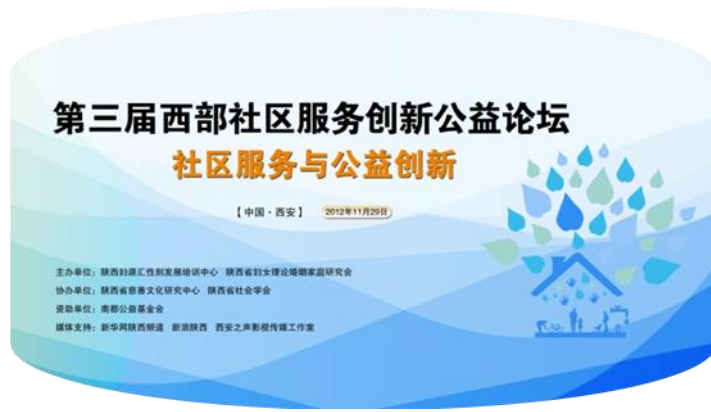 第三届西部社区服务创新公益论坛
社区服务与公益创新
【中国·西安】 2012年11月29日
主办单位：陕西妇源汇性别发展培训中心 陕西省妇女理论婚姻家庭研究会
协办单位：陕西省慈善文化研究中心 陕西省社会学会
资助单位：南都公益基金会
媒体支持：新华网陕西频道 新浪陕西 西安之声影视传媒工作室